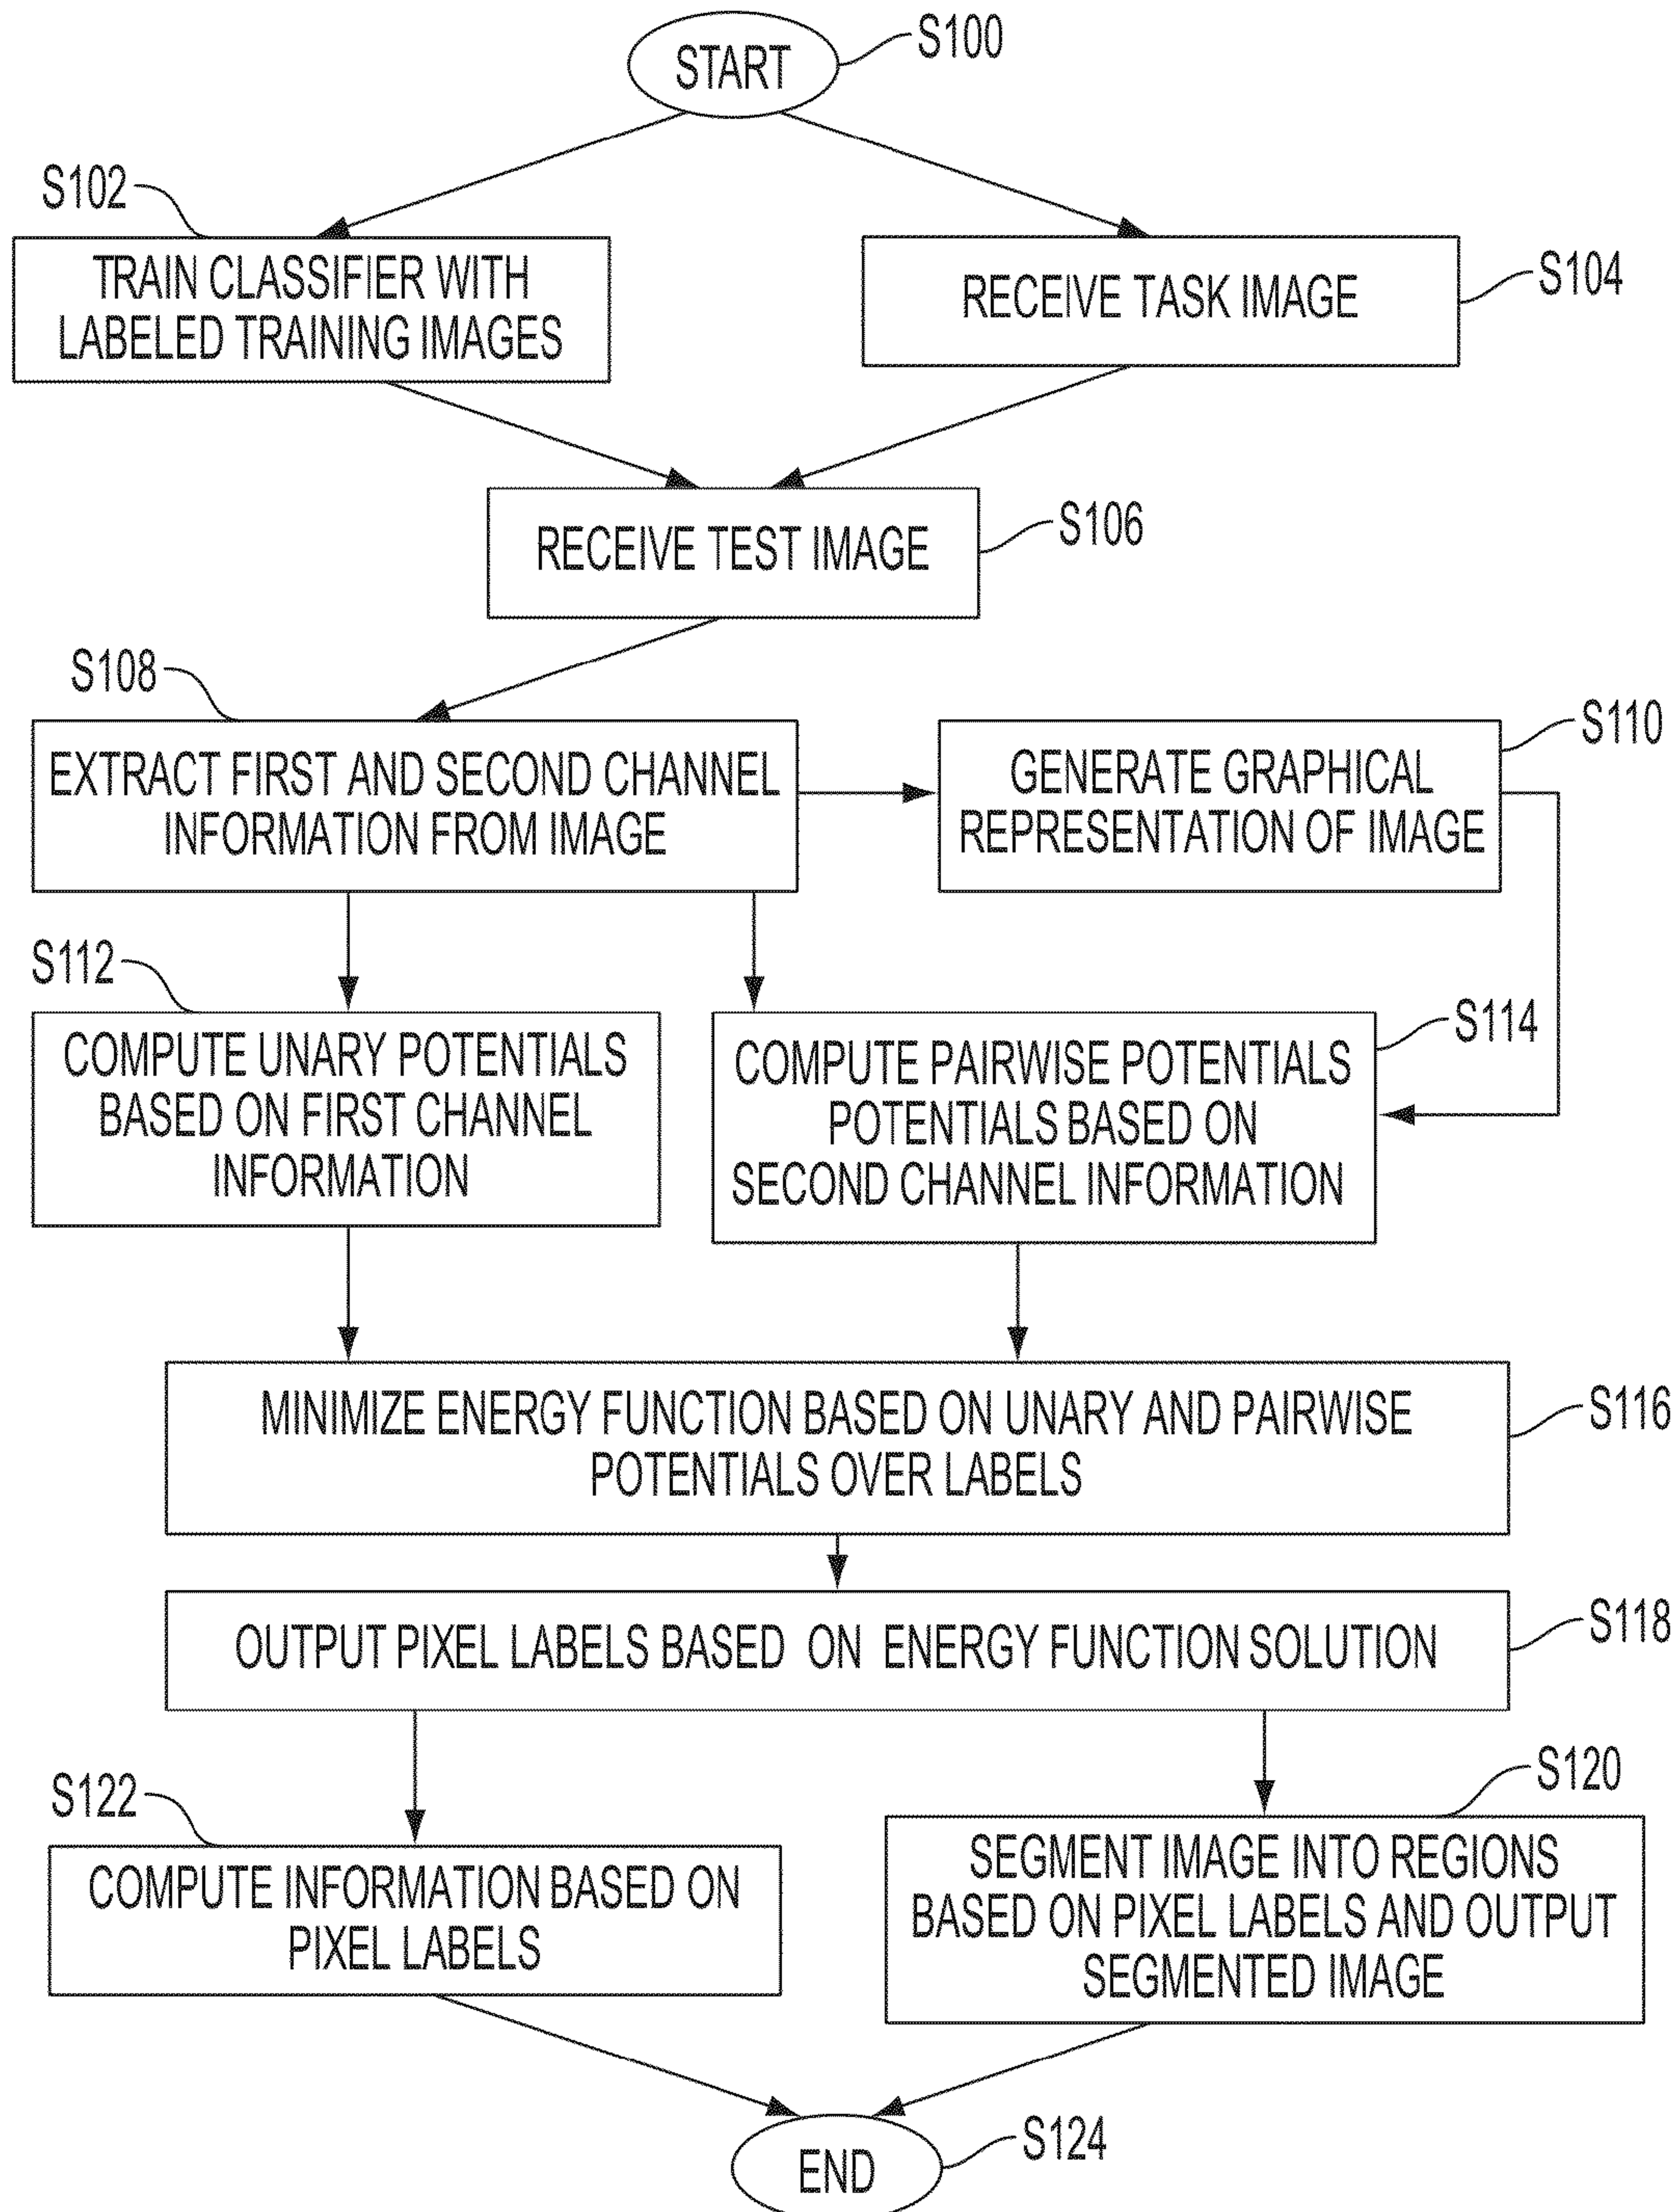 START
S100
S102
TRAIN CLASSIFIER WITH
LABELED TRAINING IMAGES
RECEIVE TASK IMAGE
S104
RECEIVE TEST IMAGE
S106
S108
EXTRACT FIRST AND SECOND CHANNEL
INFORMATION FROM IMAGE
S110
GENERATE GRAPHICAL
REPRESENTATION OF IMAGE
S112
COMPUTE UNARY POTENTIALS
BASED ON FIRST CHANNEL
INFORMATION
S114
COMPUTE PAIRWISE POTENTIALS
POTENTIALS BASED ON
SECOND CHANNEL INFORMATION
MINIMIZE ENERGY FUNCTION BASED ON UNARY AND PAIRWISE
POTENTIALS OVER LABELS
S116
OUTPUT PIXEL LABELS BASED ON ENERGY FUNCTION SOLUTION
S118
S122
COMPUTE INFORMATION BASED ON
PIXEL LABELS
S120
SEGMENT IMAGE INTO REGIONS
BASED ON PIXEL LABELS AND OUTPUT
SEGMENTED IMAGE
END
S124